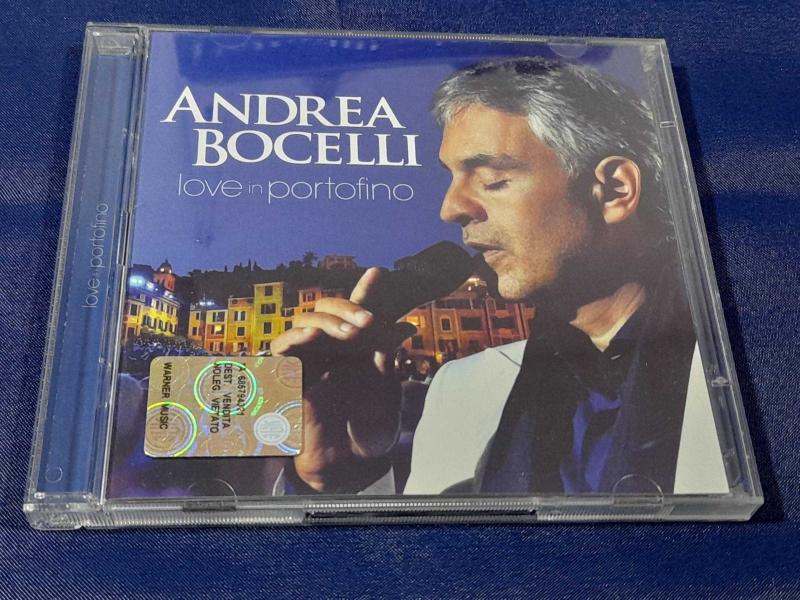 ANDREA
BOCELLI
love in portofino
love in portofino
DEST. VENDITA
NOLEG. VIETATO
WARNER MUSIC